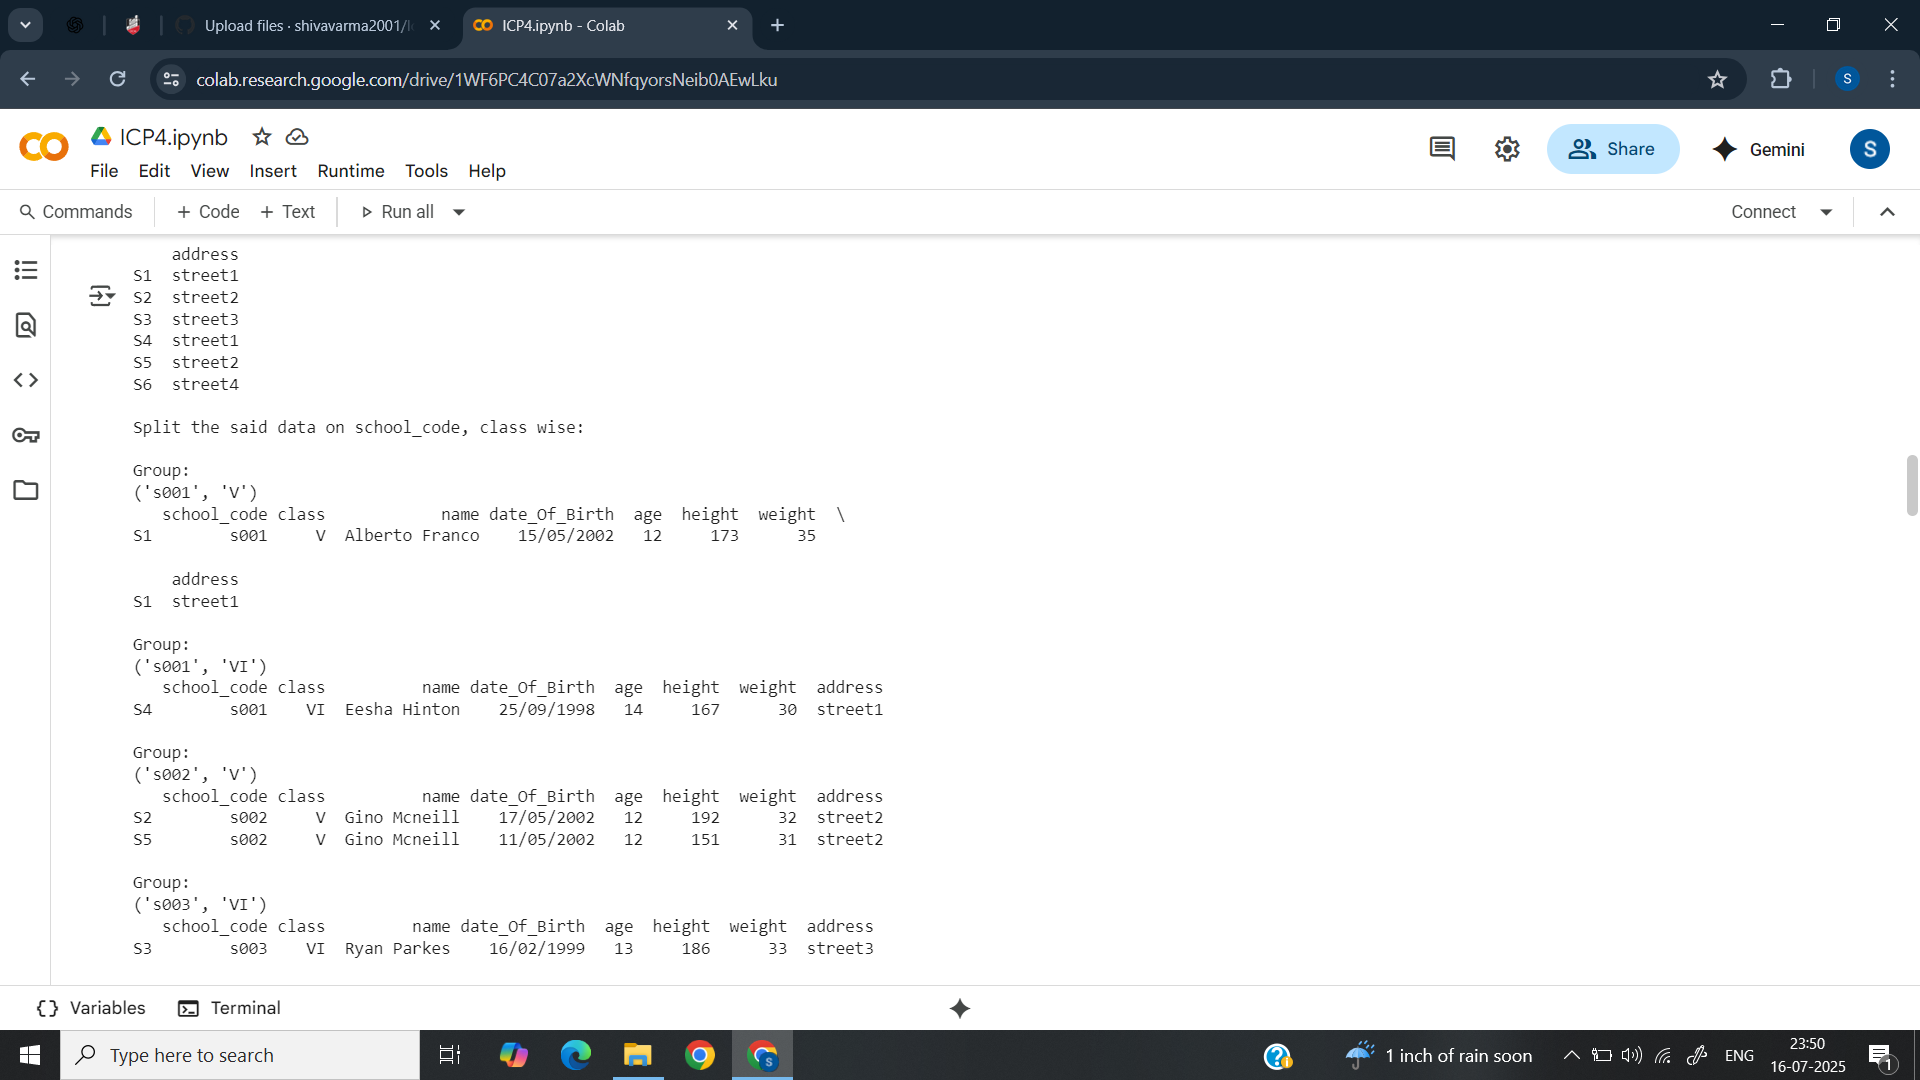 Upload files · shivavarma2001/I
ICP4.ipynb - Colab
colab.research.google.com/drive/1WF6PC4C07a2XcWNfqyorsNeib0AEwLku
S
ICP4.ipynb
File Edit View Insert Runtime Tools Help
Share
Gemini
S
Commands + Code + Text Run all
Connect
    address
S1  street1
S2  street2
S3  street3
S4  street1
S5  street2
S6  street4
Split the said data on school_code, class wise:
Group:
('s001', 'V')
   school_code class            name date_Of_Birth  age  height  weight  \
S1        s001     V  Alberto Franco    15/05/2002   12     173      35
    address
S1  street1
Group:
('s001', 'VI')
   school_code class          name date_Of_Birth  age  height  weight  address
S4        s001    VI  Eesha Hinton    25/09/1998   14     167      30  street1
Group:
('s002', 'V')
   school_code class          name date_Of_Birth  age  height  weight  address
S2        s002     V  Gino Mcneill    17/05/2002   12     192      32  street2
S5        s002     V  Gino Mcneill    11/05/2002   12     151      31  street2
Group:
('s003', 'VI')
   school_code class         name date_Of_Birth  age  height  weight  address
S3        s003    VI  Ryan Parkes    16/02/1999   13     186      33  street3
Variables Terminal
Type here to search
S
1 inch of rain soon
ENG
23:50
16-07-2025
1